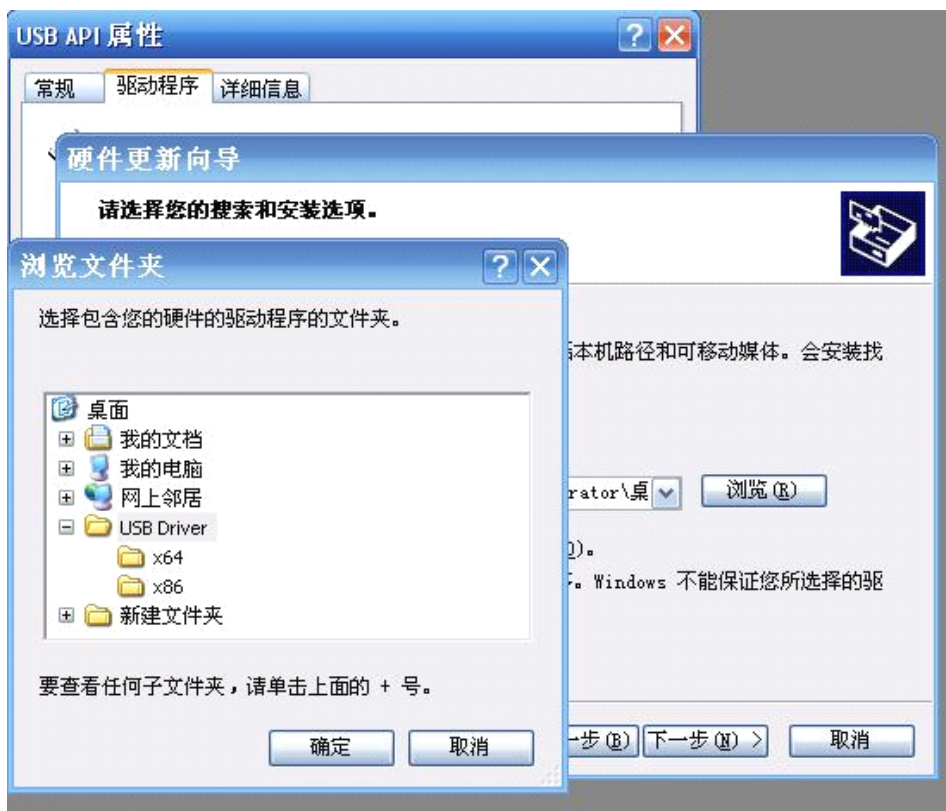 USB API 属性
常规
驱动程序
详细信息
硬件更新向导
请选择您的搜索和安装选项。
浏览文件夹
选择包含您的硬件的驱动程序的文件夹。
本机路径和可移动媒体。会安装找
桌面
我的文档
我的电脑
网上邻居
rator\桌
浏览(R)
USB Driver
)。
x64
。Windows 不能保证您所选择的驱
x86
新建文件夹
要查看任何子文件夹,请单击上面的 + 号。
确定
取消
一步(B)
下一步(N) >
取消